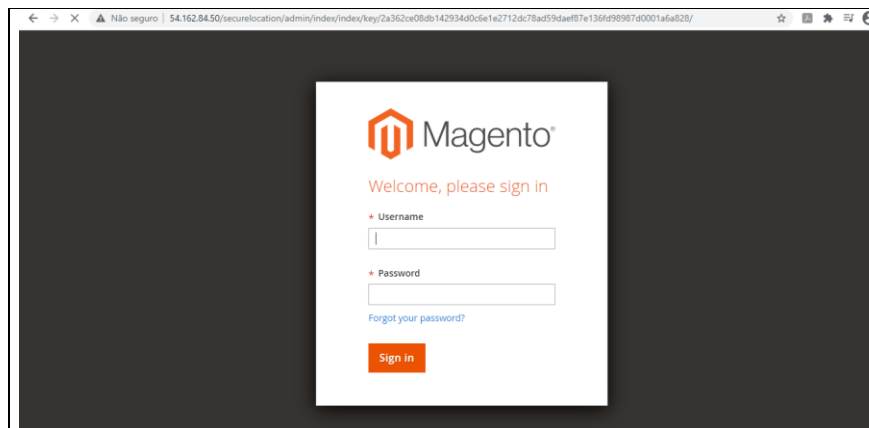 Não seguro | 54.162.84.50/securelocation/admin/index/index/key/2a362ce08db142934d0c6e1e2712dc78ad59daef87e136fd98987d0001a6a828/
Magento®
Welcome, please sign in
* Username
* Password
Forgot your password?
Sign in